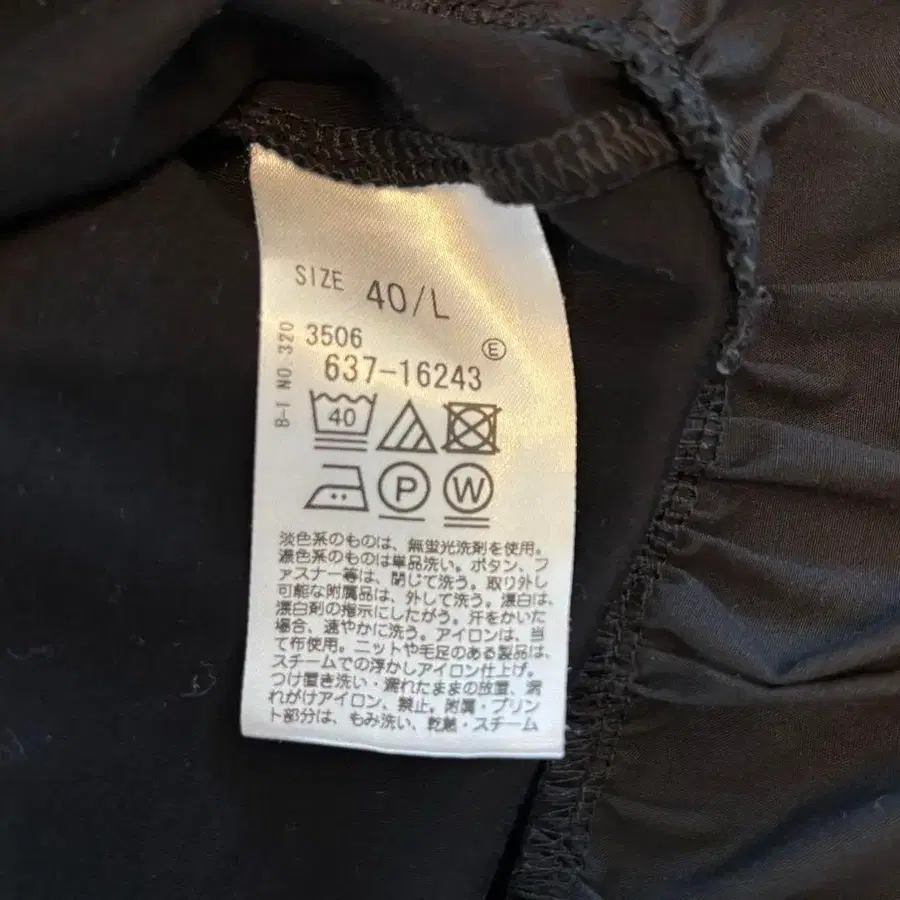 SIZE 40/L
B-1 NO.320
3506
E
637-16243
40
P W
淡色系のものは、無蛍光洗剤を使用。
濃色系のものは単品洗い。ボタン、フ
ァスナー等は、閉じて洗う。取り外し
可能な附属品は、外して洗う。漂白は、
漂白剤の指示にしたがう。汗をかいた
場合、速やかに洗う。アイロンは、当
て布使用。ニットや毛足のある製品は、
スチームでの浮かしアイロン仕上げ。
つけ置き洗い・濡れたままの放置、濡
れがけアイロン、禁止。附属・プリン
ト部分は、もみ洗い、乾燥・スチーム